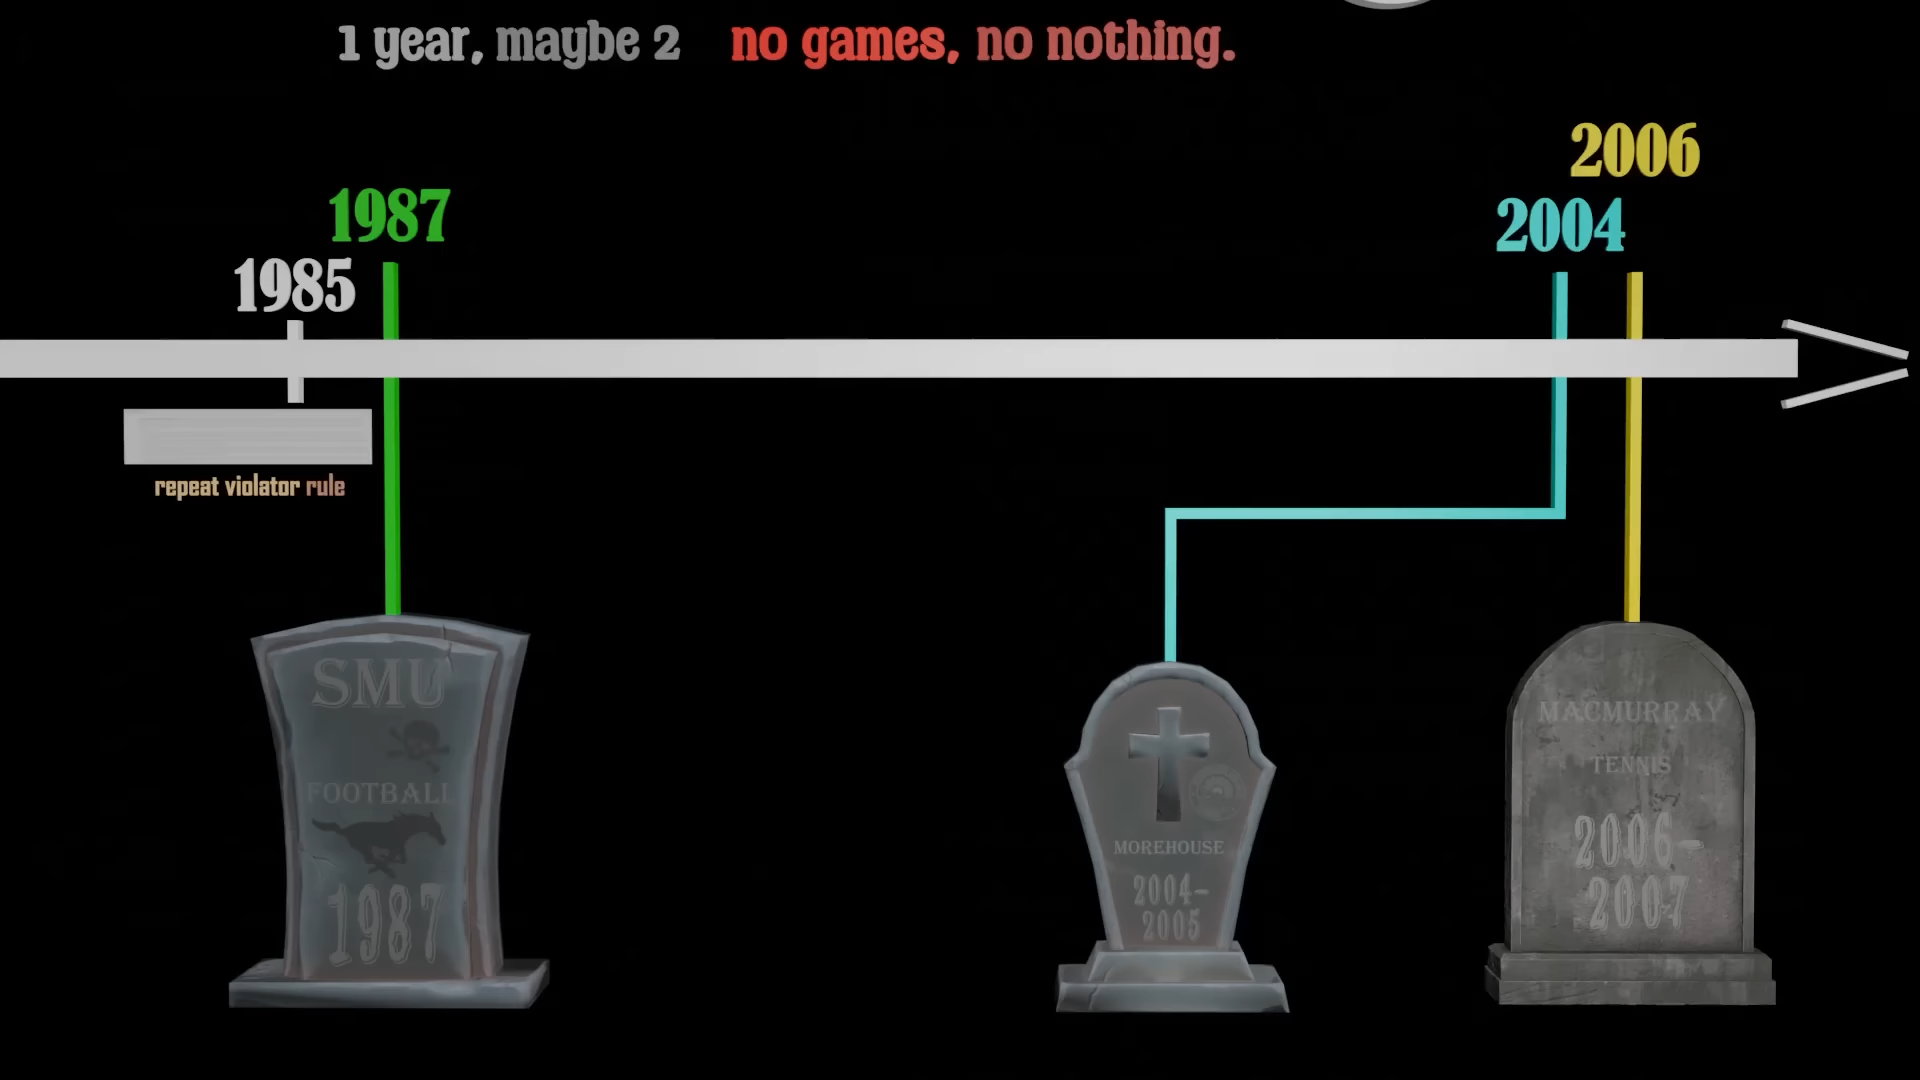 1 year, maybe 2 no games, no nothing.
2006
2004
1987
1985
repeat violator rule
SMU
FOOTBALL
1987
MOREHOUSE
2004-
2005
MACMURRAY
TENNIS
2006-
2007